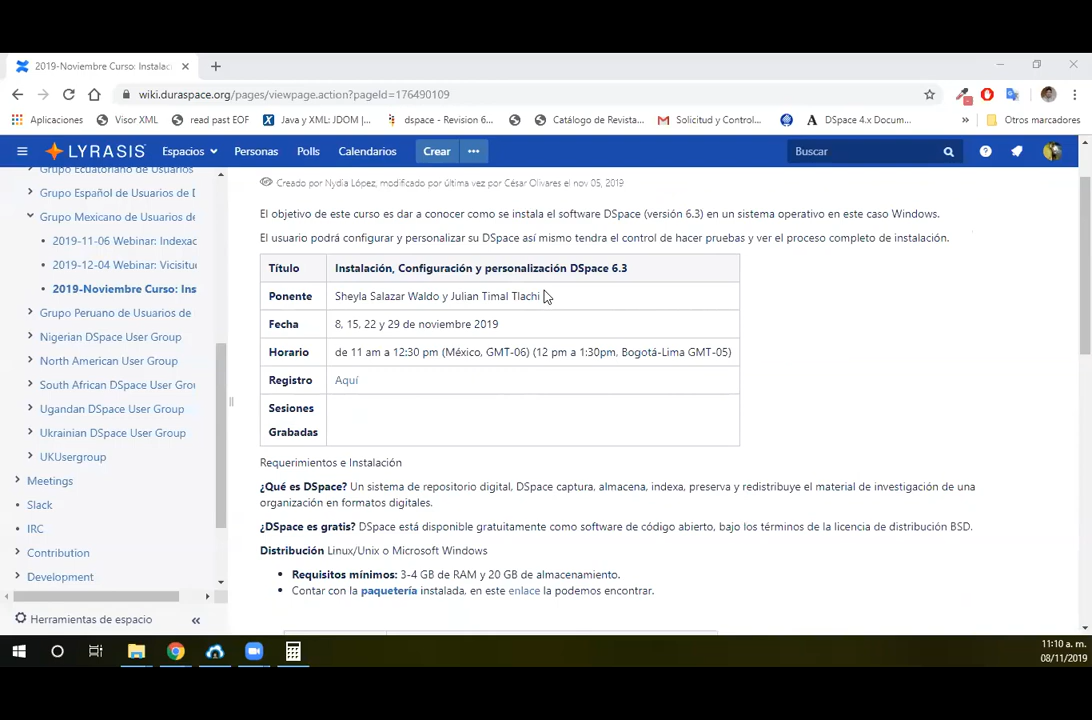 2019-Noviembre Curso: Instalac
wiki.duraspace.org/pages/viewpage.action?pageId=176490109
Aplicaciones
Visor XML
read past EOF
Java y XML: JDOM |...
dspace - Revision 6...
Catálogo de Revista...
Solicitud y Control...
DSpace 4.x Docum...
»
Otros marcadores
LYRASIS
Espacios
Personas
Polls
Calendarios
Crear
Buscar
Grupo Ecuatoriano de Usuarios
Grupo Español de Usuarios de D
Grupo Mexicano de Usuarios de
2019-11-06 Webinar: Indexac
2019-12-04 Webinar: Vicisitu
2019-Noviembre Curso: Ins
Grupo Peruano de Usuarios de
Nigerian DSpace User Group
North American User Group
South African DSpace User Grou
Ugandan DSpace User Group
Ukrainian DSpace User Group
UKUsergroup
Meetings
Slack
IRC
Contribution
Development
Herramientas de espacio «
Creado por Nydia López, modificado por última vez por César Olivares el nov 05, 2019
El objetivo de este curso es dar a conocer como se instala el software DSpace (versión 6.3) en un sistema operativo en este caso Windows.
El usuario podrá configurar y personalizar su DSpace así mismo tendra el control de hacer pruebas y ver el proceso completo de instalación.
Título Instalación, Configuración y personalización DSpace 6.3
Ponente Sheyla Salazar Waldo y Julian Timal Tlachi
Fecha 8, 15, 22 y 29 de noviembre 2019
Horario de 11 am a 12:30 pm (México, GMT-06) (12 pm a 1:30pm, Bogotá-Lima GMT-05)
Registro Aquí
Sesiones
Grabadas
Requerimientos e Instalación
¿Qué es DSpace? Un sistema de repositorio digital, DSpace captura, almacena, indexa, preserva y redistribuye el material de investigación de una
organización en formatos digitales.
¿DSpace es gratis? DSpace está disponible gratuitamente como software de código abierto, bajo los términos de la licencia de distribución BSD.
Distribución Linux/Unix o Microsoft Windows
Requisitos mínimos: 3-4 GB de RAM y 20 GB de almacenamiento.
Contar con la paquetería instalada, en este enlace la podemos encontrar.
11:10 a. m.
08/11/2019